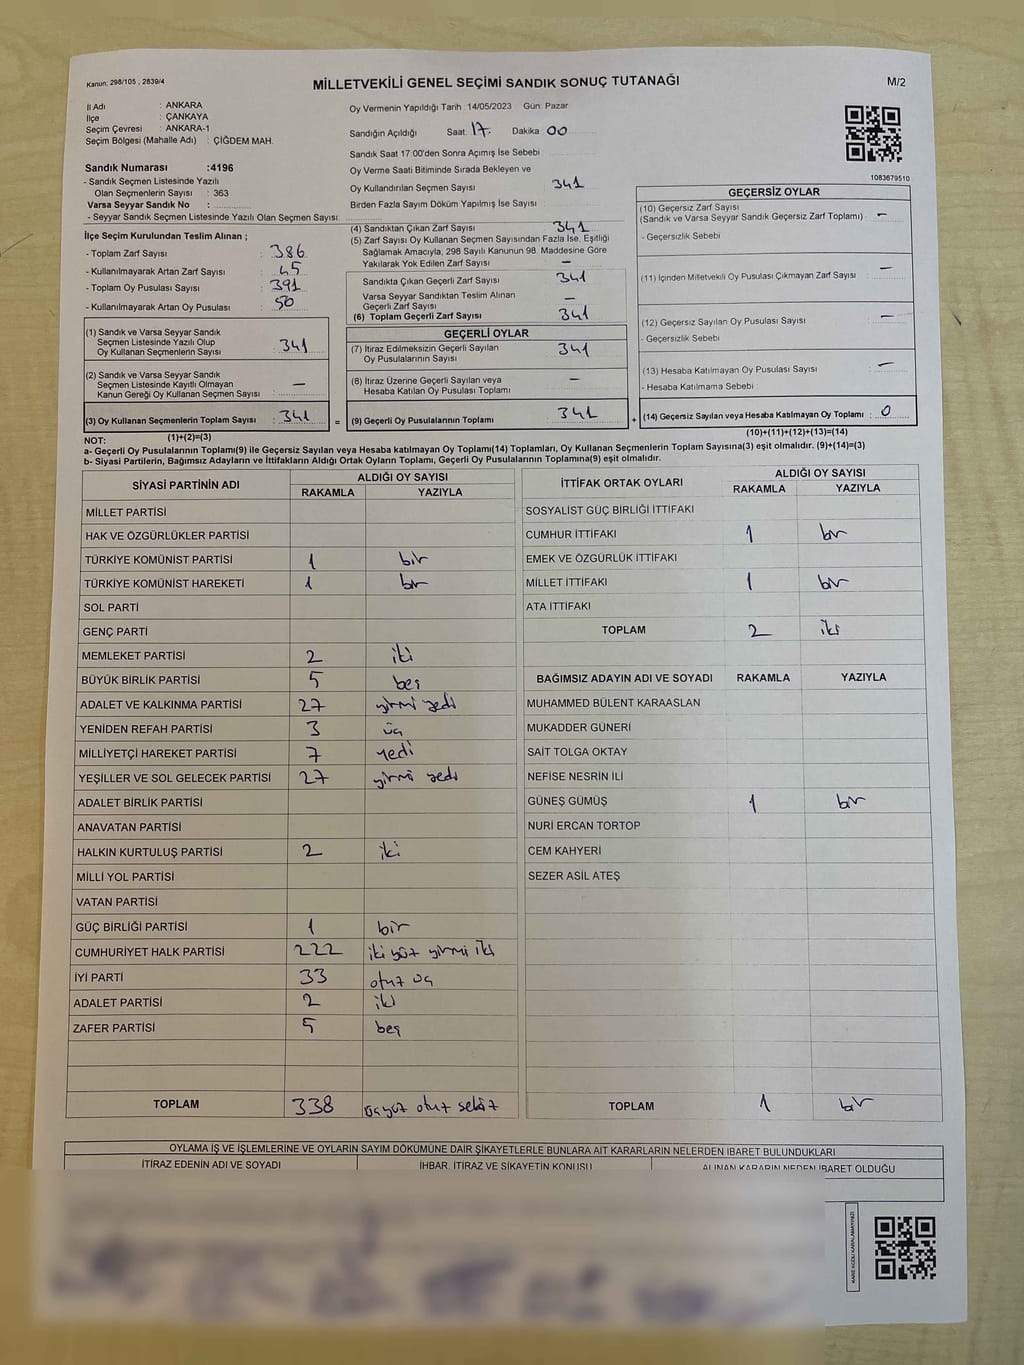 Kanun: 298/105 , 2839/4
MİLLETVEKİLİ GENEL SEÇİMİ SANDIK SONUÇ TUTANAĞI
M/2
İl Adı : ANKARA
İlçe : ÇANKAYA
Seçim Çevresi : ANKARA-1
Seçim Bölgesi (Mahalle Adı) : ÇİĞDEM MAH.
Sandık Numarası :4196
- Sandık Seçmen Listesinde Yazılı
Olan Seçmenlerin Sayısı : 363
Varsa Seyyar Sandık No :
- Seyyar Sandık Seçmen Listesinde Yazılı Olan Seçmen Sayısı:
Oy Vermenin Yapıldığı Tarih :14/05/2023 Gün: Pazar
Sandığın Açıldığı Saat: 17. Dakika 00
Sandık Saat 17:00'den Sonra Açımış İse Sebebi
Oy Verme Saati Bitiminde Sırada Bekleyen ve
Oy Kullandırılan Seçmen Sayısı 341
Birden Fazla Sayım Döküm Yapılmış İse Sayısı
1083679510
İlçe Seçim Kurulundan Teslim Alınan ;
- Toplam Zarf Sayısı : 386
- Kullanılmayarak Artan Zarf Sayısı : 45
- Toplam Oy Pusulası Sayısı : 391
- Kullanılmayarak Artan Oy Pusulası : 50
(1) Sandık ve Varsa Seyyar Sandık
Seçmen Listesinde Yazılı Olup
Oy Kullanan Seçmenlerin Sayısı : 341
(2) Sandık ve Varsa Seyyar Sandık
Seçmen Listesinde Kayıtlı Olmayan
Kanun Gereği Oy Kullanan Seçmen Sayısı : —
(3) Oy Kullanan Seçmenlerin Toplam Sayısı : 341
(1)+(2)=(3)
=
(4) Sandıktan Çıkan Zarf Sayısı 341
(5) Zarf Sayısı Oy Kullanan Seçmen Sayısından Fazla İse, Eşitliği
Sağlamak Amacıyla; 298 Sayılı Kanunun 98. Maddesine Göre
Yakılarak Yok Edilen Zarf Sayısı —
Sandıkta Çıkan Geçerli Zarf Sayısı 341
Varsa Seyyar Sandıktan Teslim Alınan
Geçerli Zarf Sayısı —
(6) Toplam Geçerli Zarf Sayısı 341
GEÇERLİ OYLAR
(7) İtiraz Edilmeksizin Geçerli Sayılan
Oy Pusulalarının Sayısı 341
(8) İtiraz Üzerine Geçerli Sayılan veya
Hesaba Katılan Oy Pusulası Toplamı —
(9) Geçerli Oy Pusulalarının Toplamı 341
+
GEÇERSİZ OYLAR
(10) Geçersiz Zarf Sayısı
(Sandık ve Varsa Seyyar Sandık Geçersiz Zarf Toplamı) : —
- Geçersizlik Sebebi
(11) İçinden Milletvekili Oy Pusulası Çıkmayan Zarf Sayısı : —
(12) Geçersiz Sayılan Oy Pusulası Sayısı : —
- Geçersizlik Sebebi
(13) Hesaba Katılmayan Oy Pusulası Sayısı : —
- Hesaba Katılmama Sebebi :
(14) Geçersiz Sayılan veya Hesaba Katılmayan Oy Toplamı : 0
(10)+(11)+(12)+(13)=(14)
NOT:
a- Geçerli Oy Pusulalarının Toplamı(9) ile Geçersiz Sayılan veya Hesaba katılmayan Oy Toplamı(14) Toplamları, Oy Kullanan Seçmenlerin Toplam Sayısına(3) eşit olmalıdır. (9)+(14)=(3)
b- Siyasi Partilerin, Bağımsız Adayların ve İttifakların Aldığı Ortak Oyların Toplamı, Geçerli Oy Pusulalarının Toplamına(9) eşit olmalıdır.
SİYASİ PARTİNİN ADI ALDIĞI OY SAYISI
RAKAMLA YAZIYLA
MİLLET PARTİSİ
HAK VE ÖZGÜRLÜKLER PARTİSİ
TÜRKİYE KOMÜNİST PARTİSİ 1 bir
TÜRKİYE KOMÜNİST HAREKETİ 1 bir
SOL PARTİ
GENÇ PARTİ
MEMLEKET PARTİSİ 2 iki
BÜYÜK BİRLİK PARTİSİ 5 beş
ADALET VE KALKINMA PARTİSİ 27 yirmi yedi
YENİDEN REFAH PARTİSİ 3 üç
MİLLİYETÇİ HAREKET PARTİSİ 7 yedi
YEŞİLLER VE SOL GELECEK PARTİSİ 27 yirmi yedi
ADALET BİRLİK PARTİSİ
ANAVATAN PARTİSİ
HALKIN KURTULUŞ PARTİSİ 2 iki
MİLLİ YOL PARTİSİ
VATAN PARTİSİ
GÜÇ BİRLİĞİ PARTİSİ 1 bir
CUMHURİYET HALK PARTİSİ 222 iki yüz yirmi iki
İYİ PARTİ 33 otuz üç
ADALET PARTİSİ 2 iki
ZAFER PARTİSİ 5 beş
TOPLAM 338 üçyüz otuz sekiz
İTTİFAK ORTAK OYLARI ALDIĞI OY SAYISI
RAKAMLA YAZIYLA
SOSYALİST GÜÇ BİRLİĞİ İTTİFAKI
CUMHUR İTTİFAKI 1 bir
EMEK VE ÖZGÜRLÜK İTTİFAKI
MİLLET İTTİFAKI 1 bir
ATA İTTİFAKI
TOPLAM 2 iki
BAĞIMSIZ ADAYIN ADI VE SOYADI RAKAMLA YAZIYLA
MUHAMMED BÜLENT KARAASLAN
MUKADDER GÜNERİ
SAİT TOLGA OKTAY
NEFİSE NESRİN İLİ
GÜNEŞ GÜMÜŞ 1 bir
NURİ ERCAN TORTOP
CEM KAHYERİ
SEZER ASİL ATEŞ
TOPLAM 1 bir
OYLAMA İŞ VE İŞLEMLERİNE VE OYLARIN SAYIM DÖKÜMÜNE DAİR ŞİKAYETLERLE BUNLARA AİT KARARLARIN NELERDEN İBARET BULUNDUKLARI
İTİRAZ EDENİN ADI VE SOYADI İHBAR, İTİRAZ VE ŞİKAYETİN KONUSU ALINAN KARARIN NEDEN İBARET OLDUĞU
KARE KODU KARALAMAYINIZ!